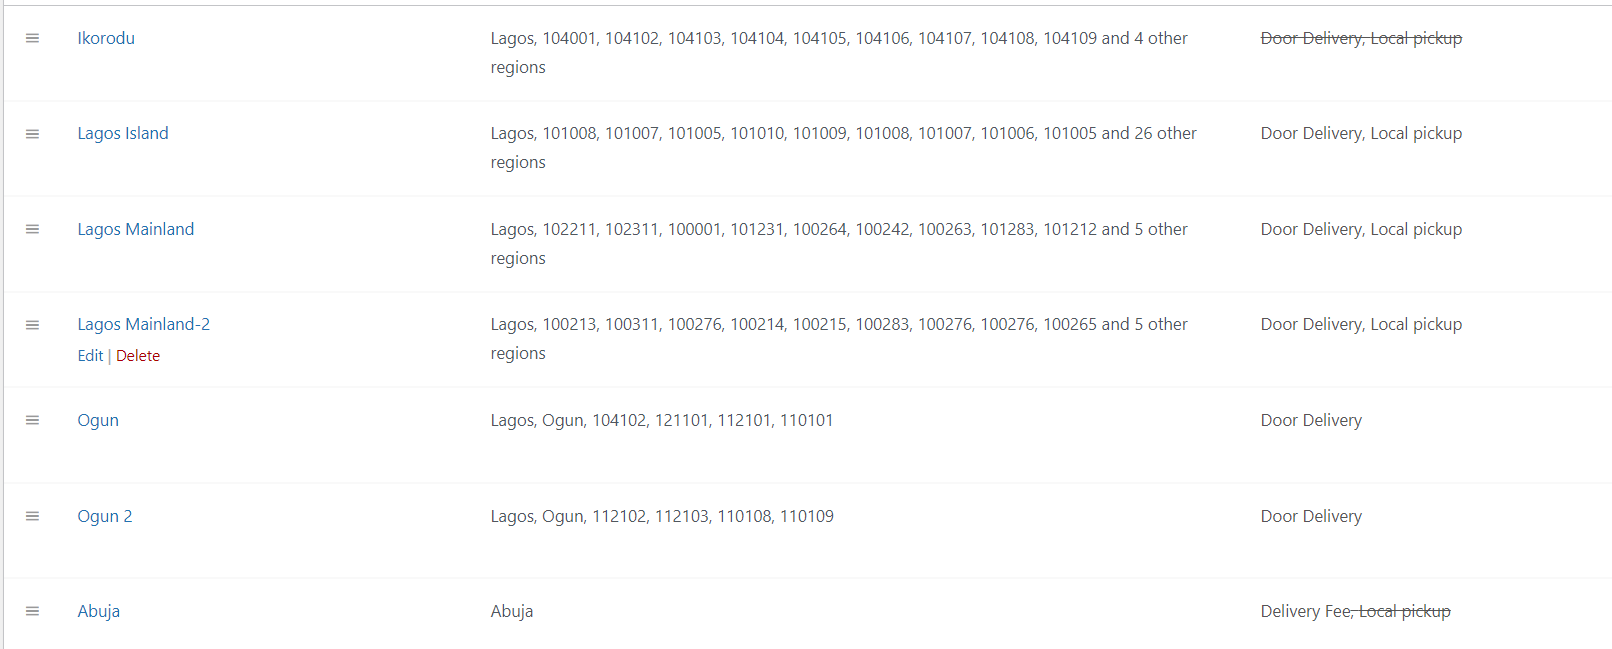 Ikorodu
Lagos, 104001, 104102, 104103, 104104, 104105, 104106, 104107, 104108, 104109 and 4 other
regions
Door Delivery, Local pickup
Lagos Island
Lagos, 101008, 101007, 101005, 101010, 101009, 101008, 101007, 101006, 101005 and 26 other
regions
Door Delivery, Local pickup
Lagos Mainland
Lagos, 102211, 102311, 100001, 101231, 100264, 100242, 100263, 101283, 101212 and 5 other
regions
Door Delivery, Local pickup
Lagos Mainland-2
Edit | Delete
Lagos, 100213, 100311, 100276, 100214, 100215, 100283, 100276, 100276, 100265 and 5 other
regions
Door Delivery, Local pickup
Ogun
Lagos, Ogun, 104102, 121101, 112101, 110101
Door Delivery
Ogun 2
Lagos, Ogun, 112102, 112103, 110108, 110109
Door Delivery
Abuja
Abuja
Delivery Fee, Local pickup